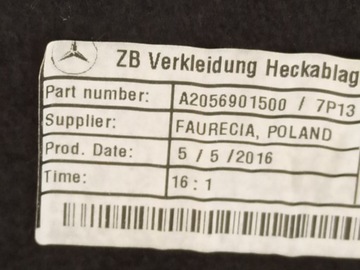 ZB Verkleidung Heckablag
Part number: A2056901500 / 7P13
Supplier: FAURECIA, POLAND
Prod. Date: 5 / 5 / 2016
Time: 16 : 1